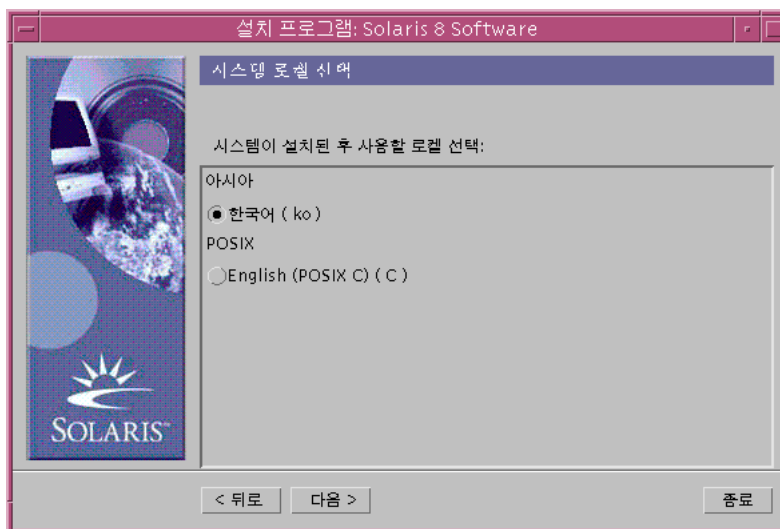 설치 프로그램: Solaris 8 Software
시스템 로켈 선택
시스템이 설치된 후 사용할 로켈 선택:
아시아
한국어 ( ko )
POSIX
English (POSIX C) ( C )
SOLARIS™
< 뒤로
다음 >
종료